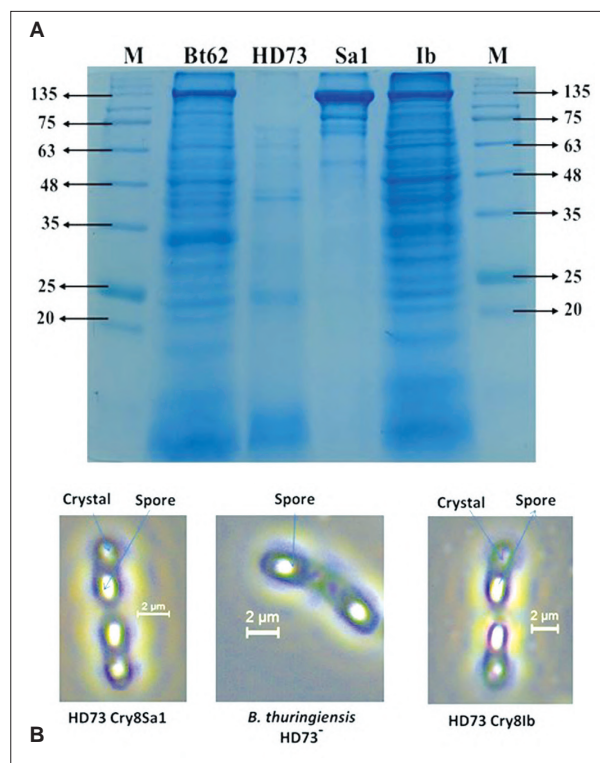 A
M Bt62 HD73 Sa1 Ib M
135 135
75 75
63 63
48 48
35 35
25 25
20 20
Crystal Spore Spore Crystal Spore
2 µm 2 µm 2 µm
HD73 Cry8Sa1 B. thuringiensis HD73 Cry8Ib
HD73-
B